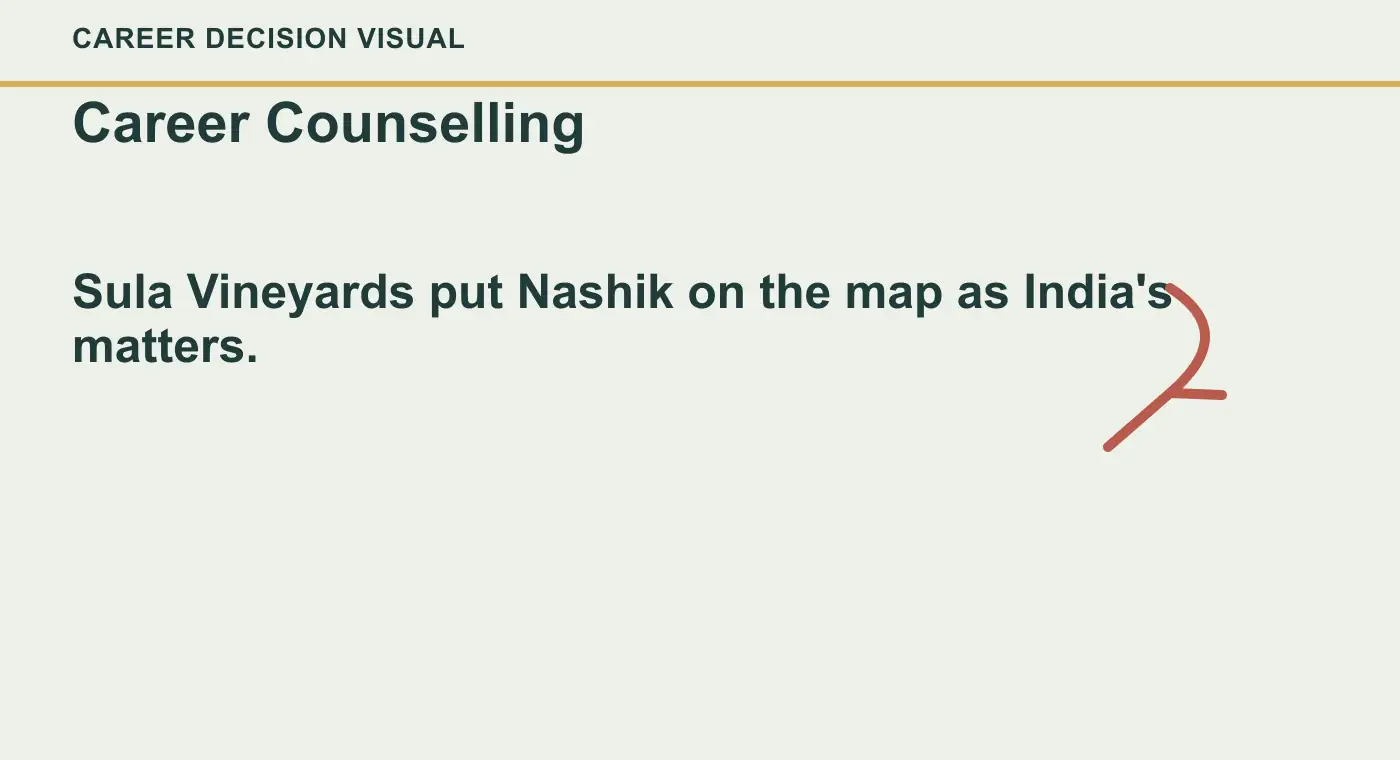 CAREER DECISION VISUAL
Career Counselling
Sula Vineyards put Nashik on the map as India's
matters.